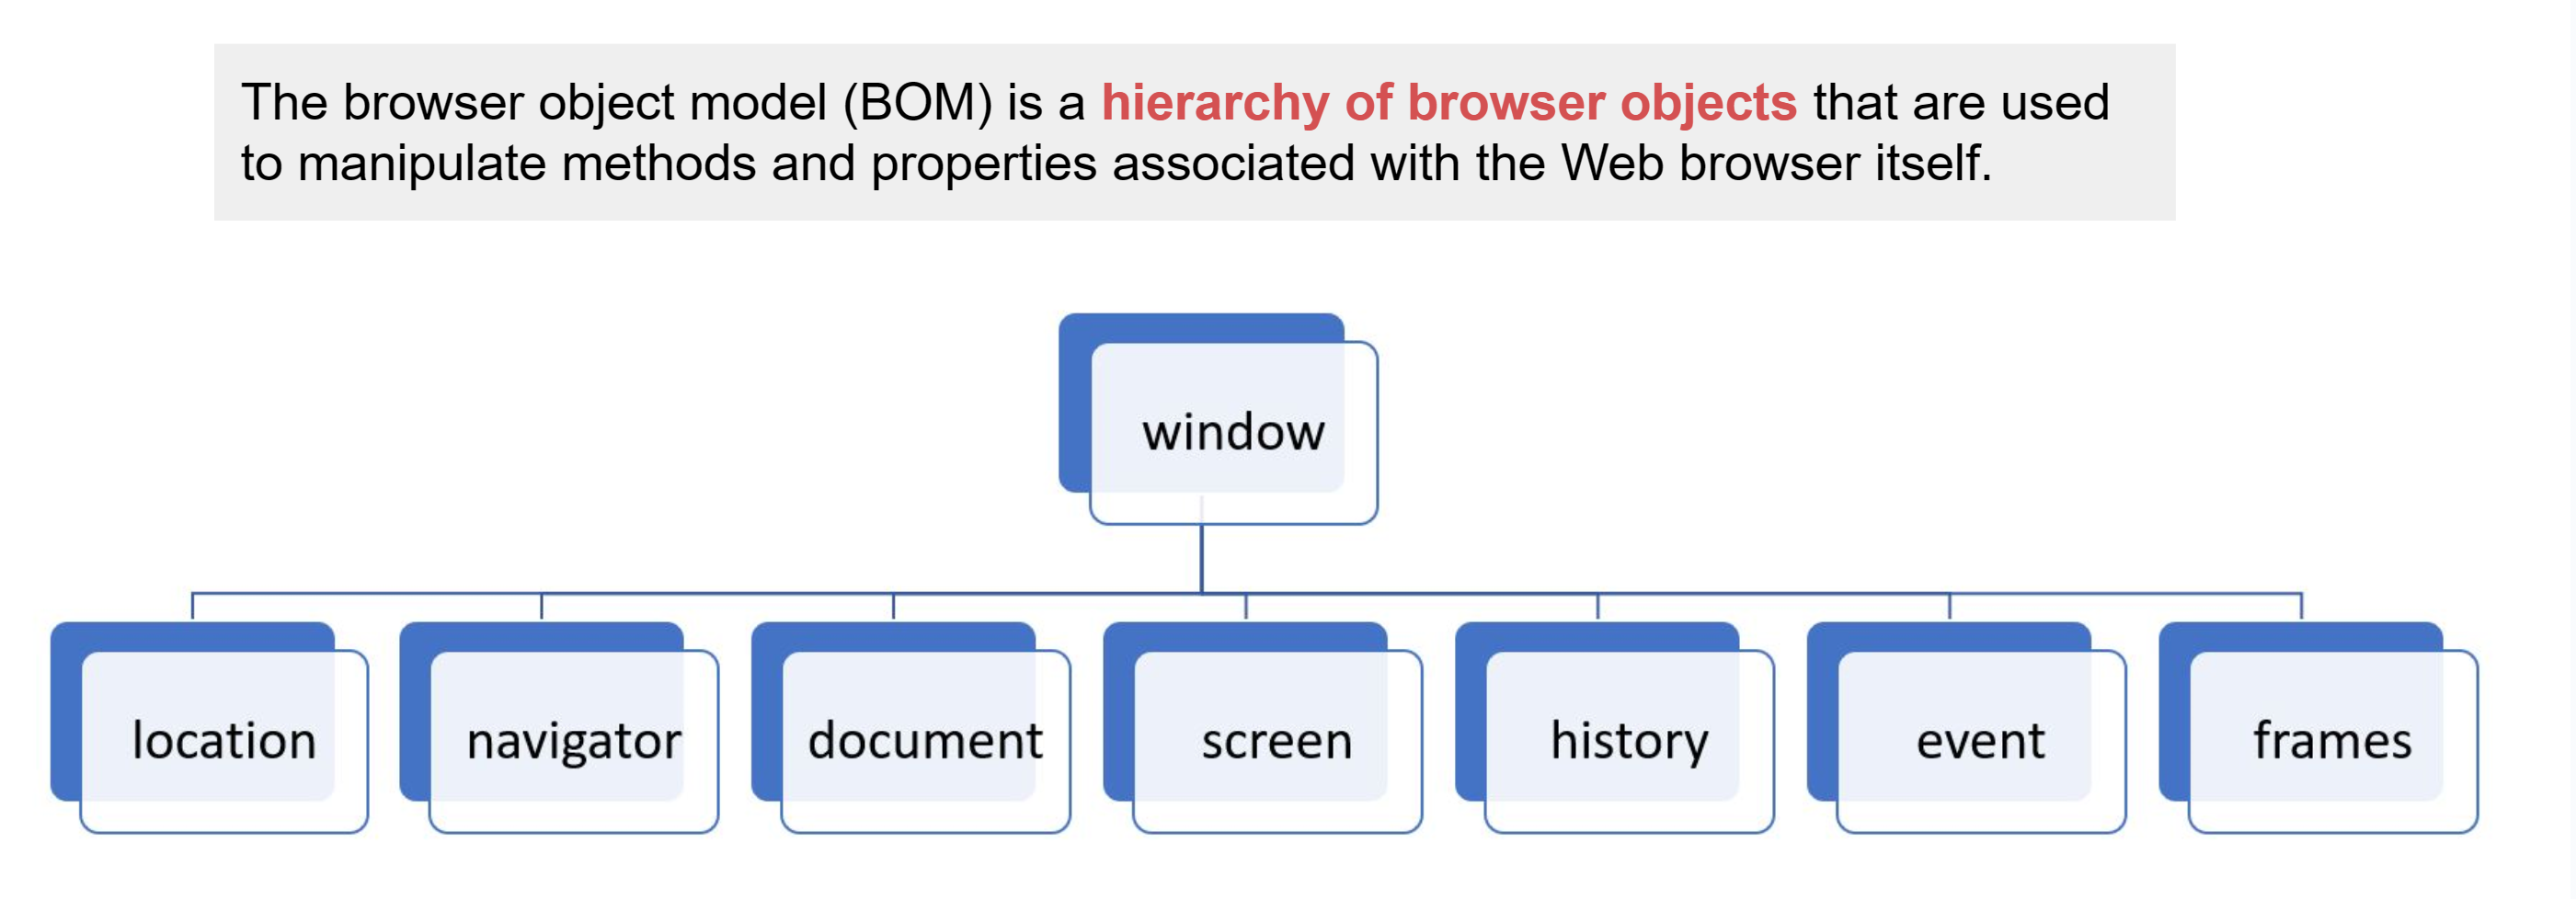 The browser object model (BOM) is a hierarchy of browser objects that are used
to manipulate methods and properties associated with the Web browser itself.
window
location
navigator
document
screen
history
event
frames